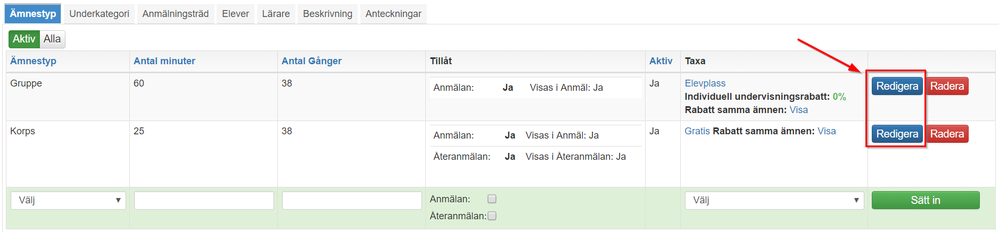 Ämnestyp Underkategori Anmälningsträd Elever Lärare Beskrivning Anteckningar
Aktiv Alla
Ämnestyp Antal minuter Antal Gånger Tillåt Aktiv Taxa
Gruppe 60 38 Anmälan: Ja Visas i Anmäl: Ja Ja Elevplass Redigera Radera
Individuell undervisningsrabatt: 0%
Rabatt samma ämnen: Visa
Korps 25 38 Anmälan: Ja Visas i Anmäl: Ja Ja Gratis Rabatt samma ämnen: Visa Redigera Radera
Återanmälan: Ja Visas i Återanmälan: Ja
Välj Anmälan: Välj Sätt in
Återanmälan: